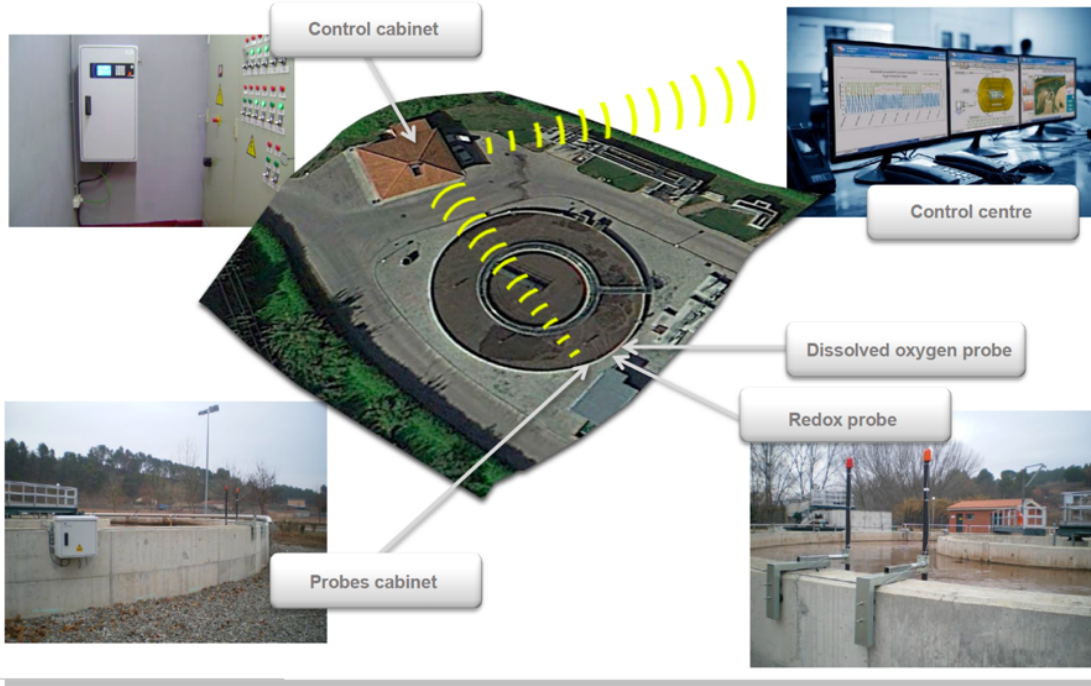 Control cabinet
Control centre
Dissolved oxygen probe
Redox probe
Probes cabinet